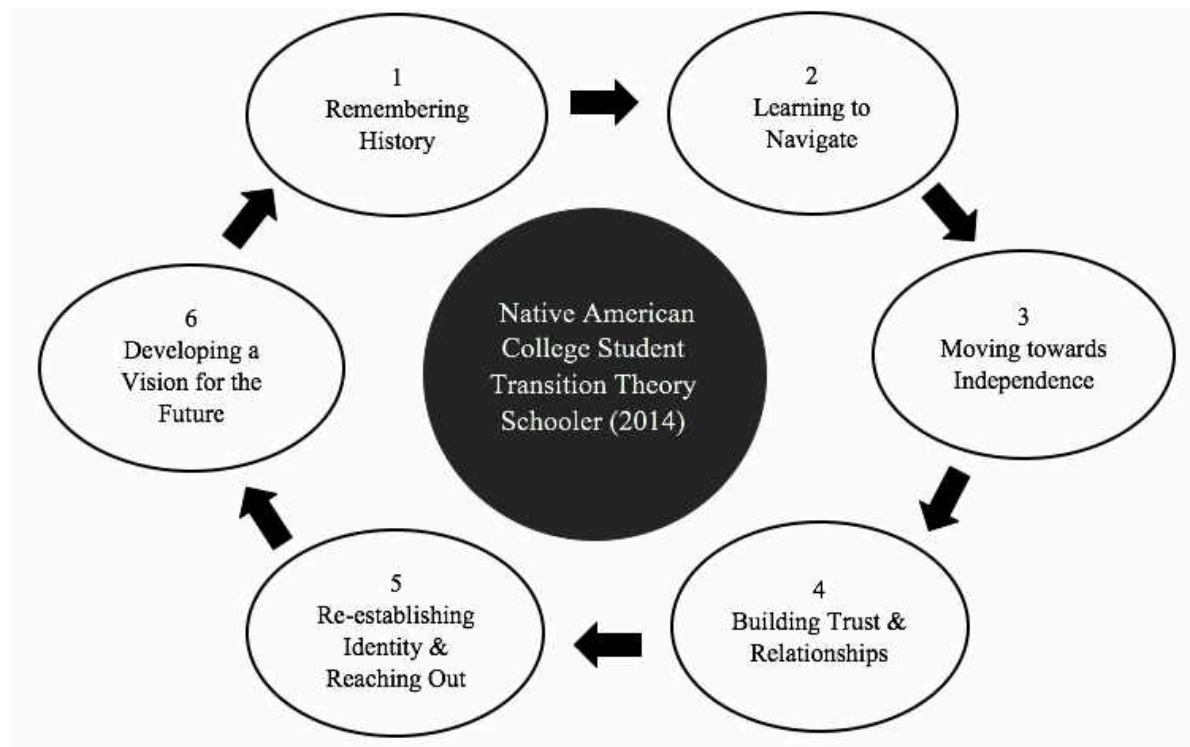 1
Remembering
History
2
Learning to
Navigate
3
Moving towards
Independence
4
Building Trust &
Relationships
5
Re-establishing
Identity &
Reaching Out
6
Developing a
Vision for the
Future
Native American
College Student
Transition Theory
Schooler (2014)